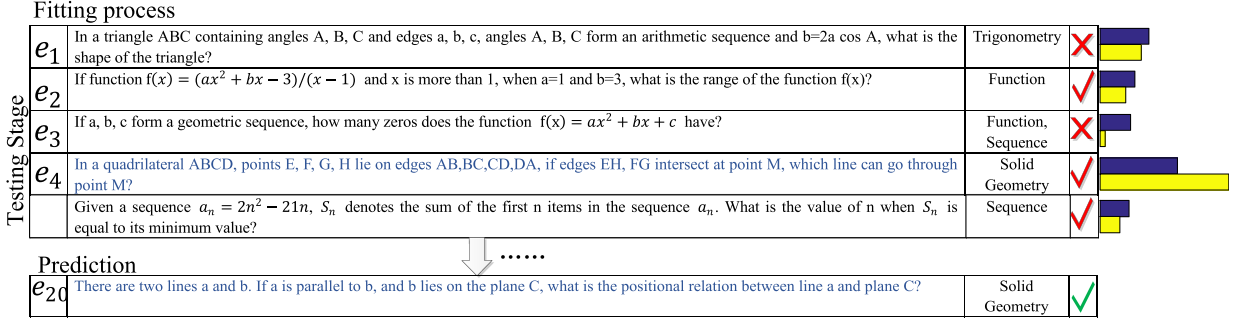 Fitting process
Testing Stage
e1 In a triangle ABC containing angles A, B, C and edges a, b, c, angles A, B, C form an arithmetic sequence and b=2a cos A, what is the Trigonometry
shape of the triangle?
e2 If function f(x) = (ax² + bx − 3)/(x − 1) and x is more than 1, when a=1 and b=3, what is the range of the function f(x)? Function
e3 If a, b, c form a geometric sequence, how many zeros does the function f(x) = ax² + bx + c have? Function,
Sequence
e4 In a quadrilateral ABCD, points E, F, G, H lie on edges AB,BC,CD,DA, if edges EH, FG intersect at point M, which line can go through Solid
point M? Geometry
Given a sequence aₙ = 2n² − 21n, Sₙ denotes the sum of the first n items in the sequence aₙ. What is the value of n when Sₙ is Sequence
equal to its minimum value?
......
Prediction
e20 There are two lines a and b. If a is parallel to b, and b lies on the plane C, what is the positional relation between line a and plane C? Solid
Geometry